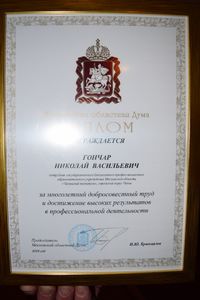 Московская областная Дума
ДИПЛОМ
НАГРАЖДАЕТСЯ
ГОНЧАР
НИКОЛАЙ ВАСИЛЬЕВИЧ
за многолетний добросовестный труд
и достижение высоких результатов
в профессиональной деятельности
Председатель
Московской областной Думы
И.Ю. Брынцалов